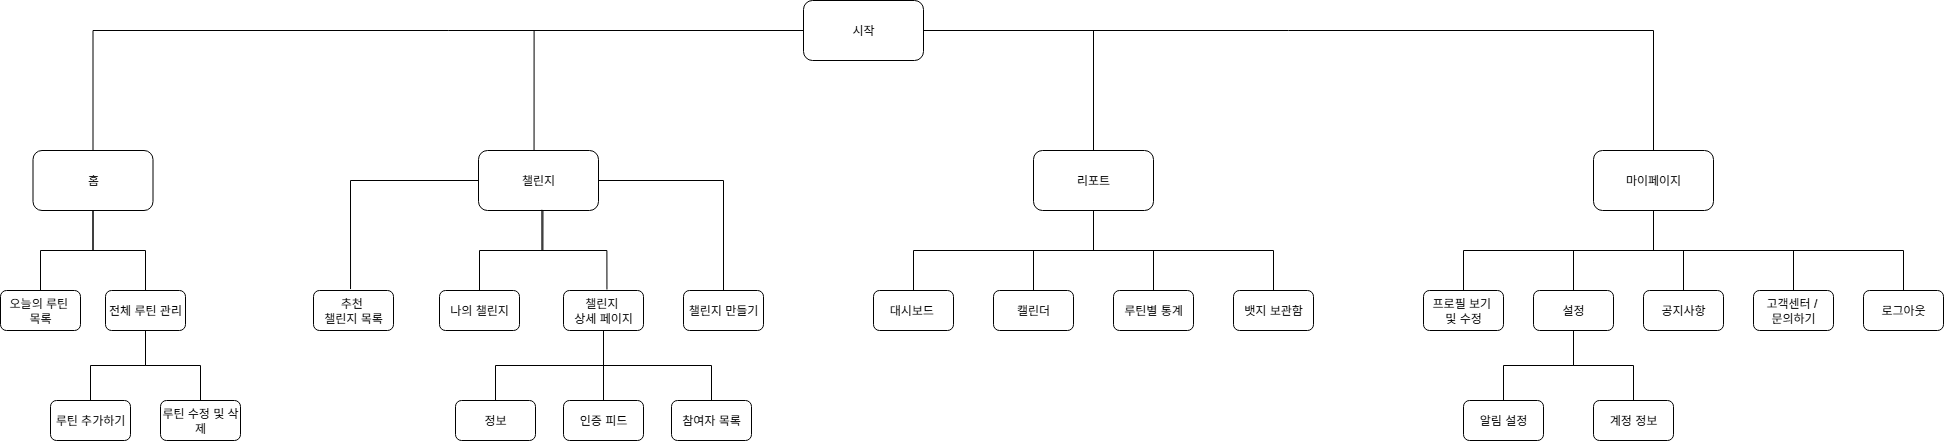 시작
홈
챌린지
리포트
마이페이지
오늘의 루틴
목록
전체 루틴 관리
추천
챌린지 목록
나의 챌린지
챌린지
상세 페이지
챌린지 만들기
대시보드
캘린더
루틴별 통계
뱃지 보관함
프로필 보기
및 수정
설정
공지사항
고객센터 /
문의하기
로그아웃
루틴 추가하기
루틴 수정 및 삭
제
정보
인증 피드
참여자 목록
알림 설정
계정 정보